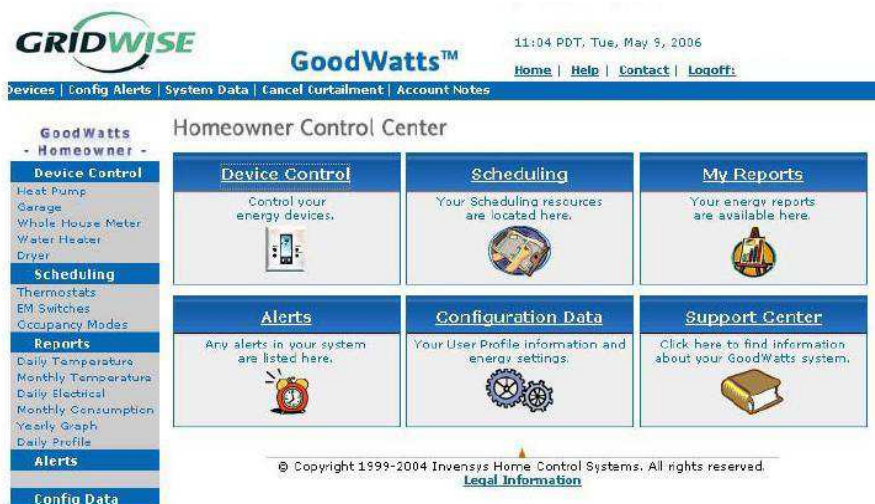 GRIDWISE
GoodWatts™
11:04 PDT, Tue, May 9, 2006
Home | Help | Contact | Logoff:
Devices | Config Alerts | System Data | Cancel Curtailment | Account Notes
GoodWatts
- Homeowner -
Device Control
Heat Pump
Garage
Whole House Meter
Water Heater
Dryer
Scheduling
Thermostats
EM Switches
Occupancy Modes
Reports
Daily Temperature
Monthly Temperature
Daily Electrical
Monthly Consumption
Yearly Graph
Daily Profile
Alerts
Config Data
Homeowner Control Center
Device Control
Control your
energy devices.
Scheduling
Your Scheduling resources
are located here.
My Reports
Your energy reports
are available here.
Alerts
Any alerts in your system
are listed here.
Configuration Data
Your User Profile information and
energy settings.
Support Center
Click here to find information
about your GoodWatts system.
© Copyright 1999-2004 Invensys Home Control Systems. All rights reserved.
Legal Information